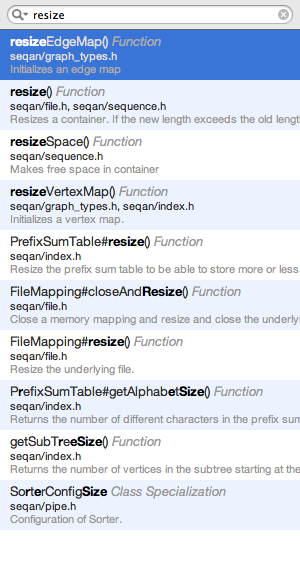 resize
resizeEdgeMap() Function
seqan/graph_types.h
Initializes an edge map
resize() Function
seqan/file.h, seqan/sequence.h
Resizes a container. If the new length exceeds the old length
resizeSpace() Function
seqan/sequence.h
Makes free space in container
resizeVertexMap() Function
seqan/graph_types.h, seqan/index.h
Initializes a vertex map.
PrefixSumTable#resize() Function
seqan/index.h
Resize the prefix sum table to be able to store more or less
FileMapping#closeAndResize() Function
seqan/file.h
Close a memory mapping and resize and close the underlyi
FileMapping#resize() Function
seqan/file.h
Resize the underlying file.
PrefixSumTable#getAlphabetSize() Function
seqan/index.h
Returns the number of different characters in the prefix sum
getSubTreeSize() Function
seqan/index.h
Returns the number of vertices in the subtree starting at the
SorterConfigSize Class Specialization
seqan/pipe.h
Configuration of Sorter.